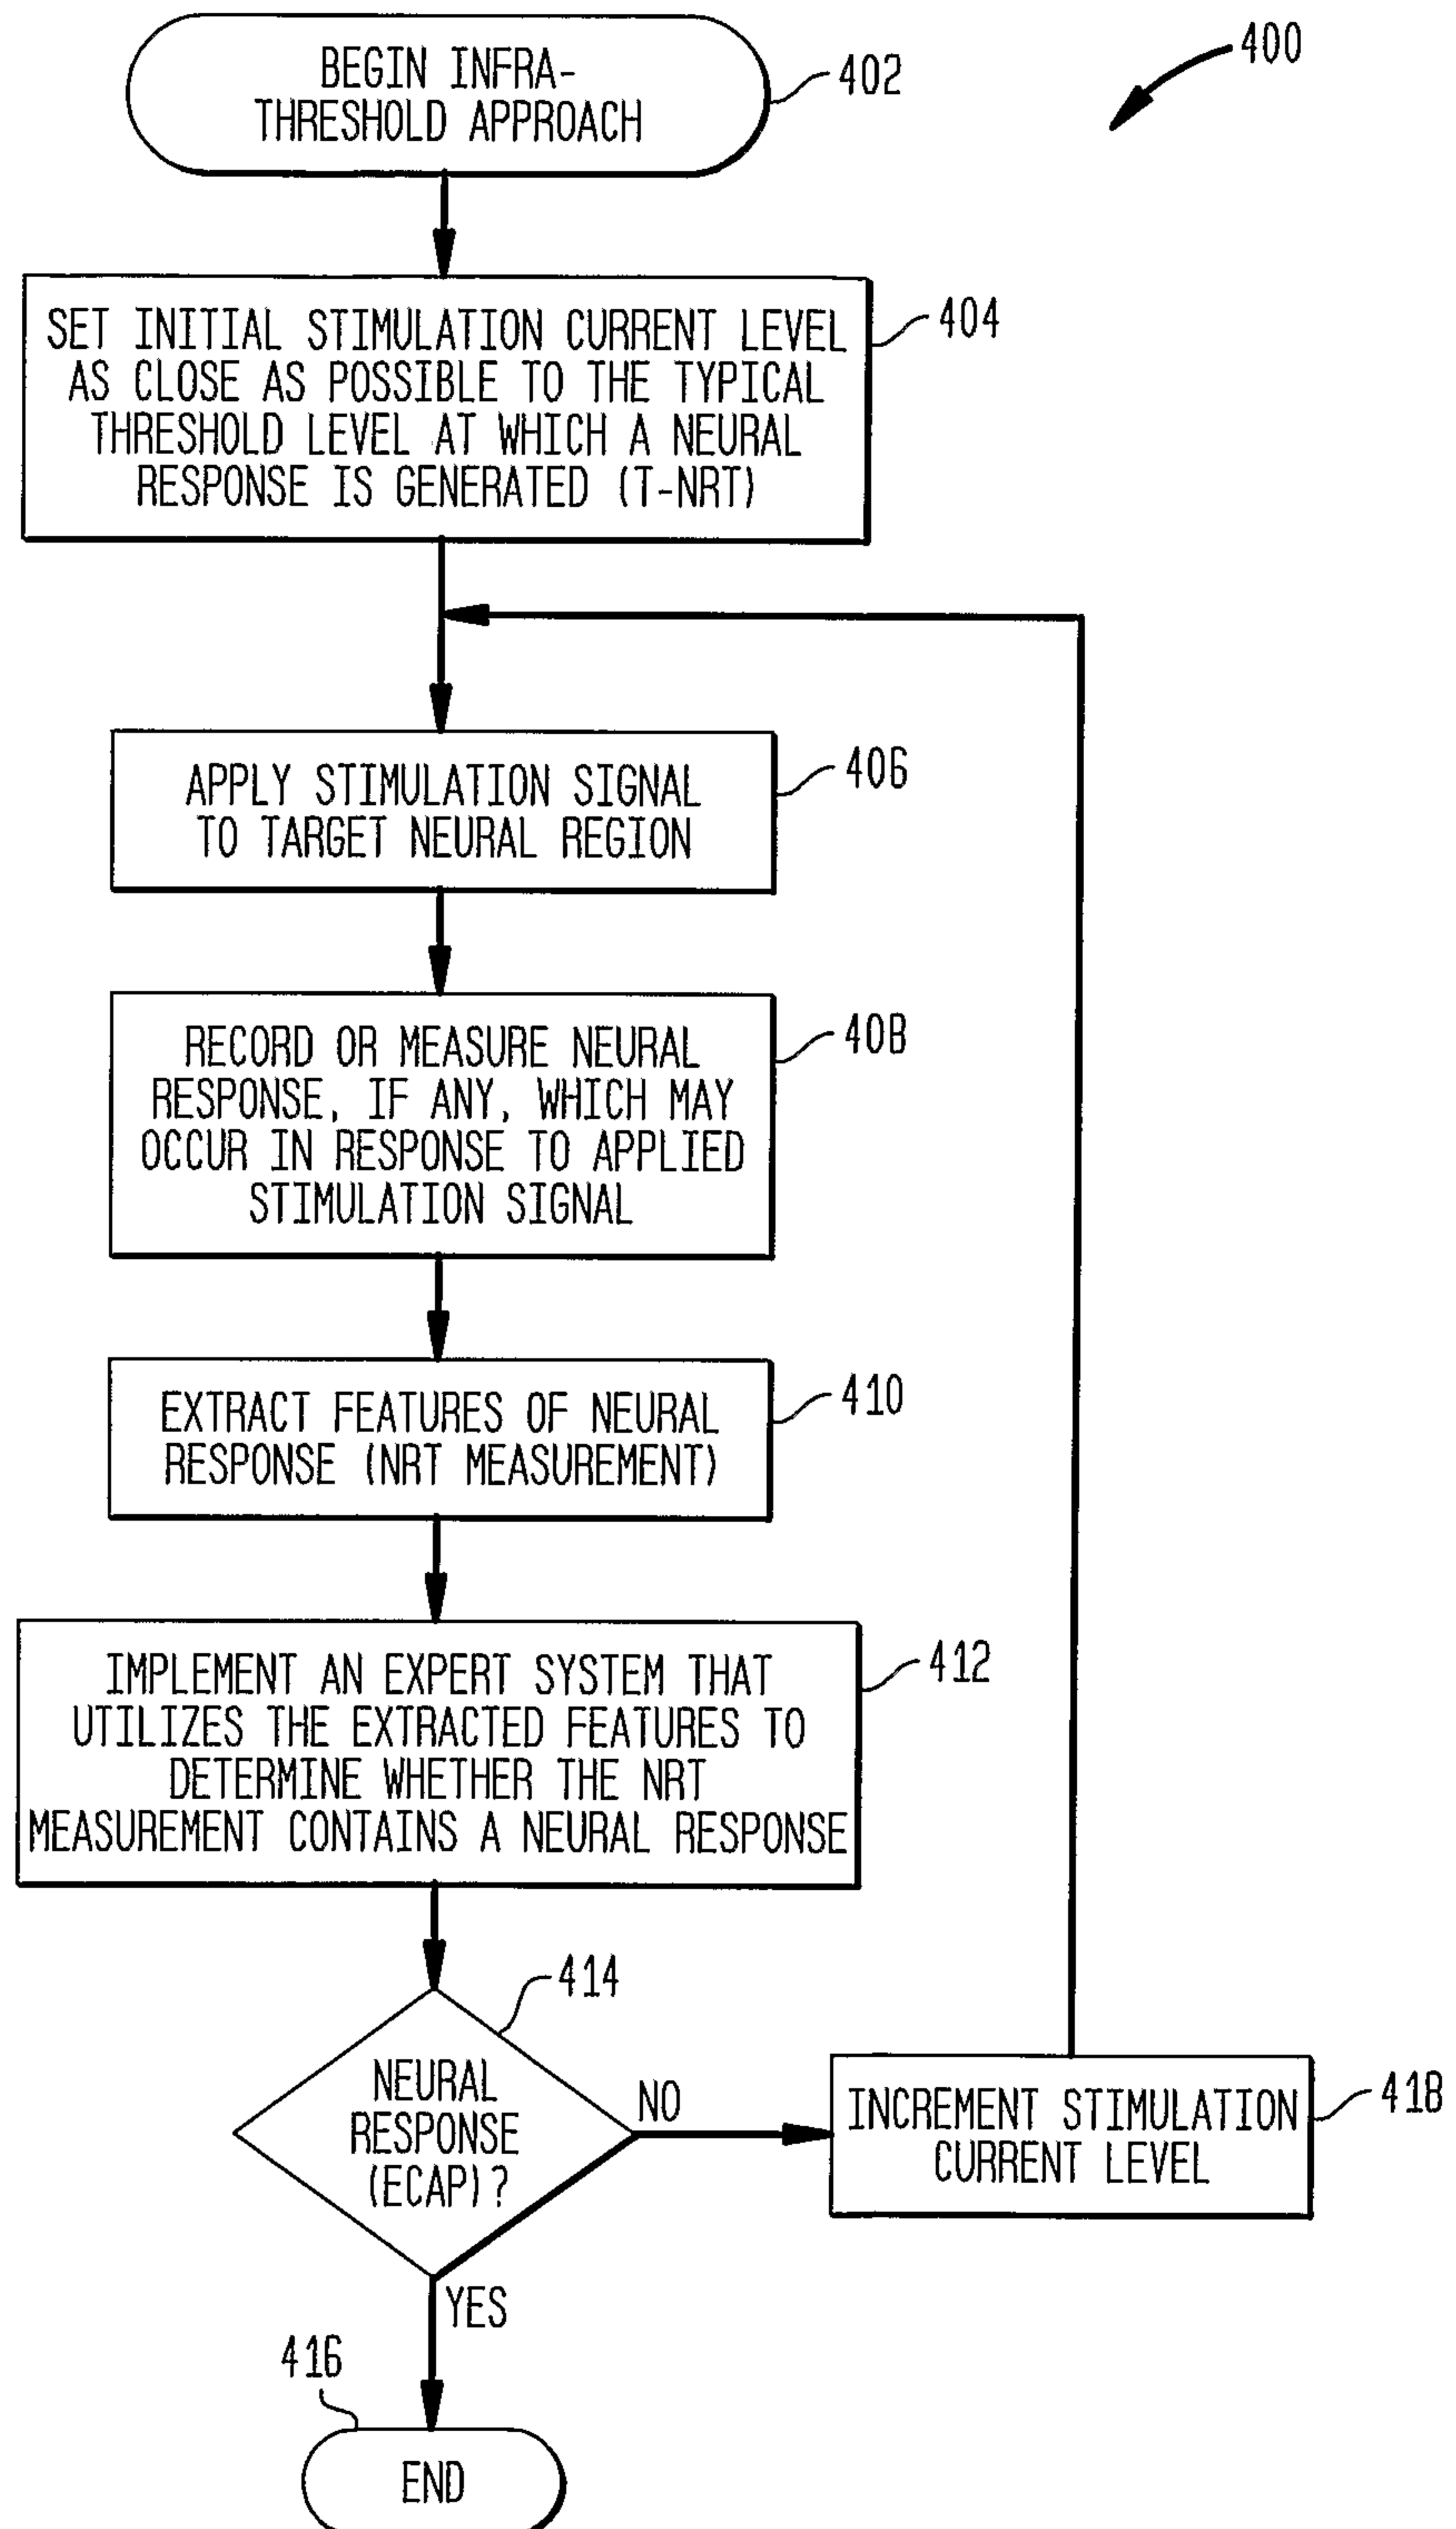 400
BEGIN INFRA-
THRESHOLD APPROACH
402
SET INITIAL STIMULATION CURRENT LEVEL
AS CLOSE AS POSSIBLE TO THE TYPICAL
THRESHOLD LEVEL AT WHICH A NEURAL
RESPONSE IS GENERATED (T-NRT)
404
APPLY STIMULATION SIGNAL
TO TARGET NEURAL REGION
406
RECORD OR MEASURE NEURAL
RESPONSE, IF ANY, WHICH MAY
OCCUR IN RESPONSE TO APPLIED
STIMULATION SIGNAL
408
EXTRACT FEATURES OF NEURAL
RESPONSE (NRT MEASUREMENT)
410
IMPLEMENT AN EXPERT SYSTEM THAT
UTILIZES THE EXTRACTED FEATURES TO
DETERMINE WHETHER THE NRT
MEASUREMENT CONTAINS A NEURAL RESPONSE
412
414
NEURAL
RESPONSE
(ECAP)?
NO
INCREMENT STIMULATION
CURRENT LEVEL
418
YES
416
END